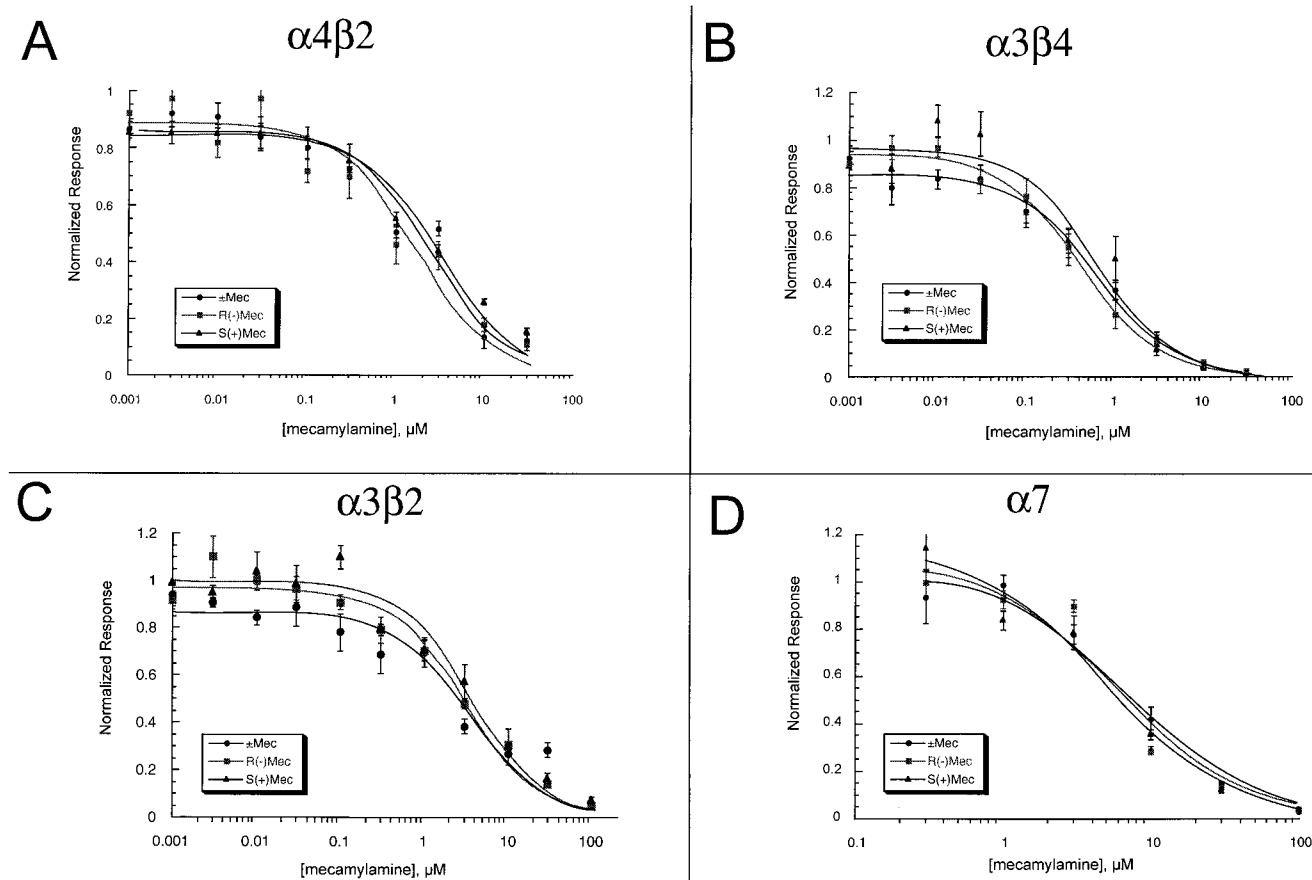 A
α4β2
Normalized Response
1
0.8
0.6
0.4
0.2
0
±Mec
R(-)Mec
S(+)Mec
0.001 0.01 0.1 1 10 100
[mecamylamine], µM
B
α3β4
Normalized Response
1.2
1
0.8
0.6
0.4
0.2
0
±Mec
R(-)Mec
S(+)Mec
0.001 0.01 0.1 1 10 100
[mecamylamine], µM
C
α3β2
Normalized Response
1.2
1
0.8
0.6
0.4
0.2
0
±Mec
R(-)Mec
S(+)Mec
0.001 0.01 0.1 1 10 100
[mecamylamine], µM
D
α7
Normalized Response
1.2
1
0.8
0.6
0.4
0.2
0
±Mec
R(-)Mec
S(+)Mec
0.1 1 10 100
[mecamylamine], µM